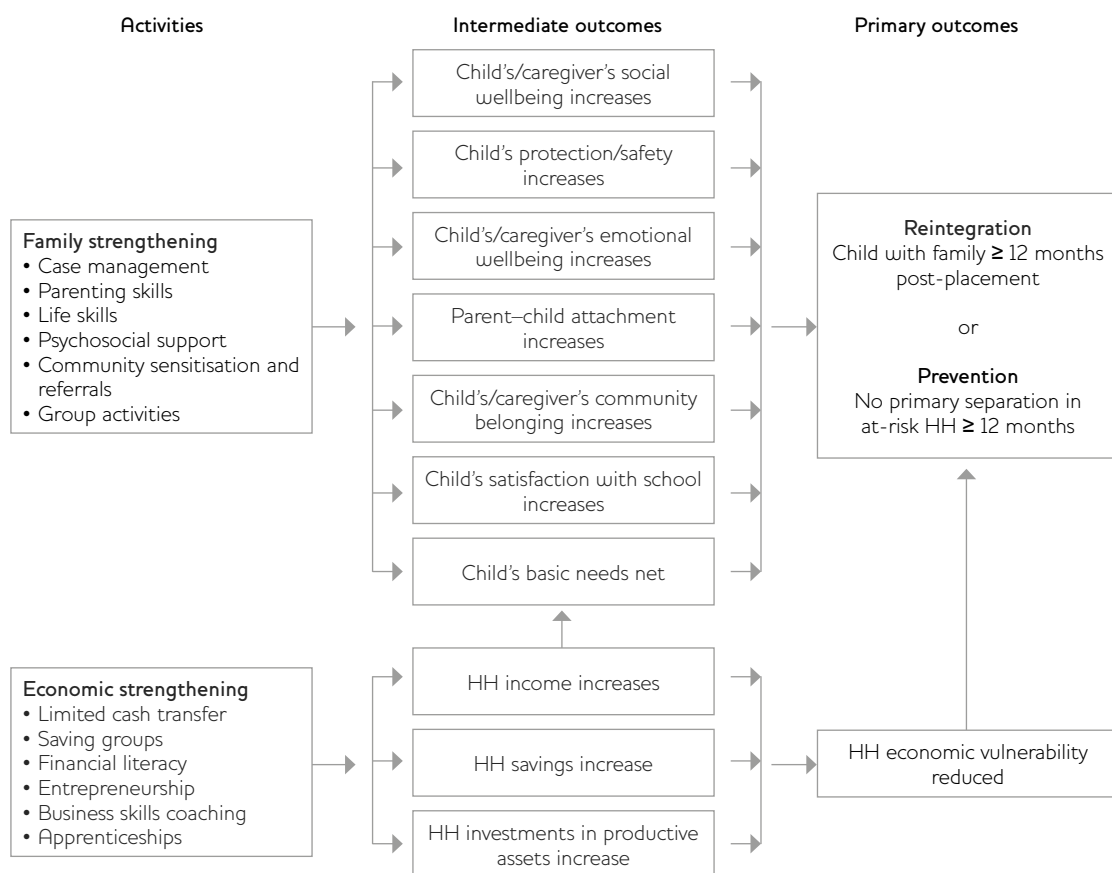 Activities
Intermediate outcomes
Primary outcomes
Family strengthening
• Case management
• Parenting skills
• Life skills
• Psychosocial support
• Community sensitisation and
referrals
• Group activities
Child's/caregiver's social
wellbeing increases
Child's protection/safety
increases
Child's/caregiver's emotional
wellbeing increases
Parent–child attachment
increases
Child's/caregiver's community
belonging increases
Child's satisfaction with school
increases
Child's basic needs net
Reintegration
Child with family ≥ 12 months
post-placement
or
Prevention
No primary separation in
at-risk HH ≥ 12 months
Economic strengthening
• Limited cash transfer
• Saving groups
• Financial literacy
• Entrepreneurship
• Business skills coaching
• Apprenticeships
HH income increases
HH savings increase
HH investments in productive
assets increase
HH economic vulnerability
reduced